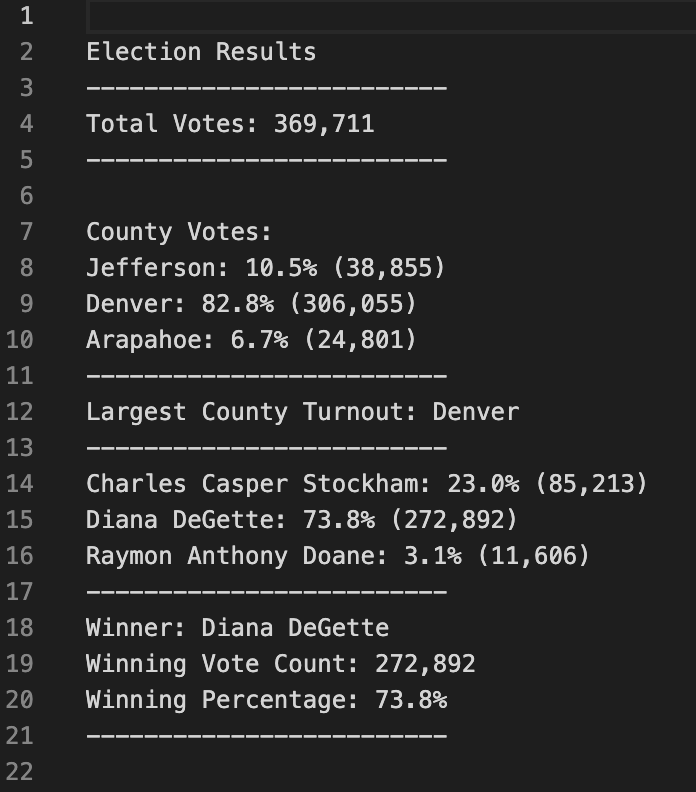 1
2 Election Results
3 -------------------------
4 Total Votes: 369,711
5 -------------------------
6
7 County Votes:
8 Jefferson: 10.5% (38,855)
9 Denver: 82.8% (306,055)
10 Arapahoe: 6.7% (24,801)
11 -------------------------
12 Largest County Turnout: Denver
13 -------------------------
14 Charles Casper Stockham: 23.0% (85,213)
15 Diana DeGette: 73.8% (272,892)
16 Raymon Anthony Doane: 3.1% (11,606)
17 -------------------------
18 Winner: Diana DeGette
19 Winning Vote Count: 272,892
20 Winning Percentage: 73.8%
21 -------------------------
22